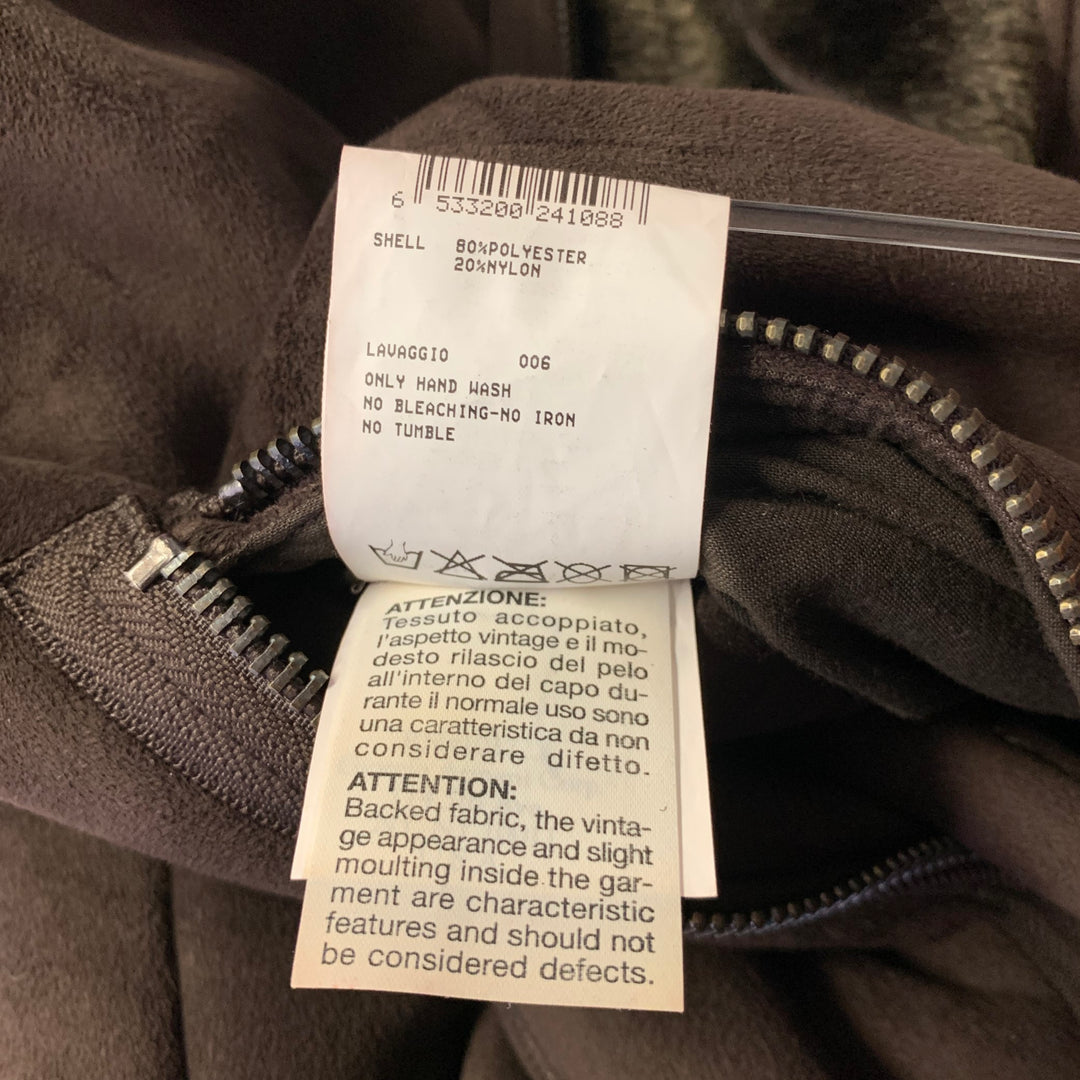 6 533200 241088
SHELL 80%POLYESTER
20%NYLON
LAVAGGIO 006
ONLY HAND WASH
NO BLEACHING-NO IRON
NO TUMBLE
ATTENZIONE:
Tessuto accoppiato,
l'aspetto vintage e il mo-
desto rilascio del pelo
all'interno del capo du-
rante il normale uso sono
una caratteristica da non
considerare difetto.
ATTENTION:
Backed fabric, the vinta-
ge appearance and slight
moulting inside the gar-
ment are characteristic
features and should not
be considered defects.